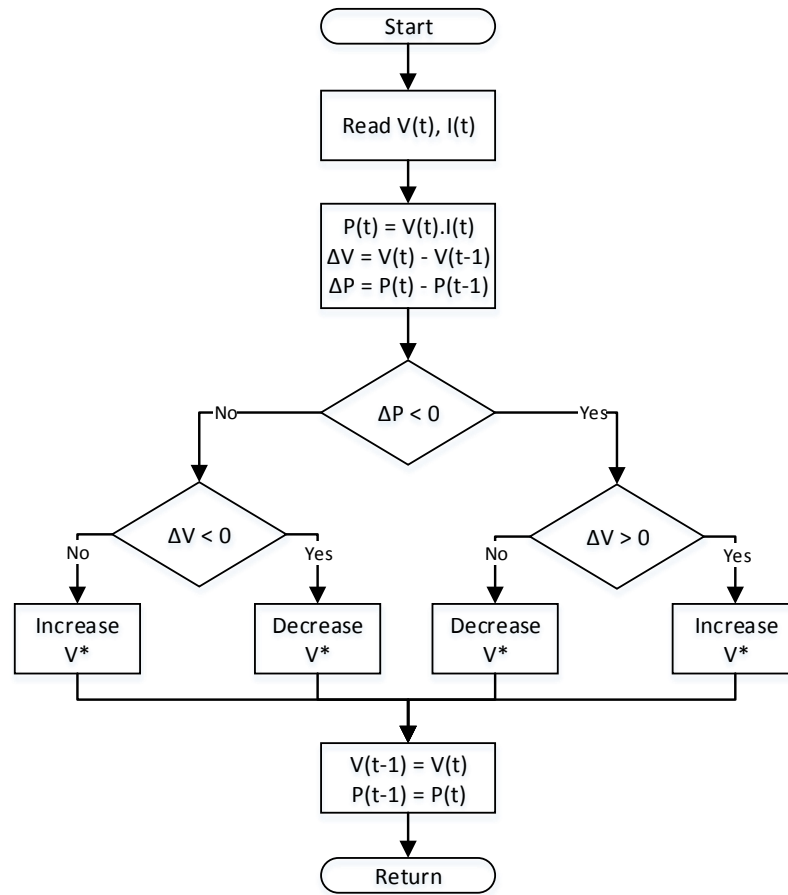 Start
Read V(t), I(t)
P(t) = V(t).I(t)
ΔV = V(t) - V(t-1)
ΔP = P(t) - P(t-1)
ΔP < 0
No
Yes
ΔV < 0
ΔV > 0
No
Yes
No
Yes
Increase
V*
Decrease
V*
Decrease
V*
Increase
V*
V(t-1) = V(t)
P(t-1) = P(t)
Return